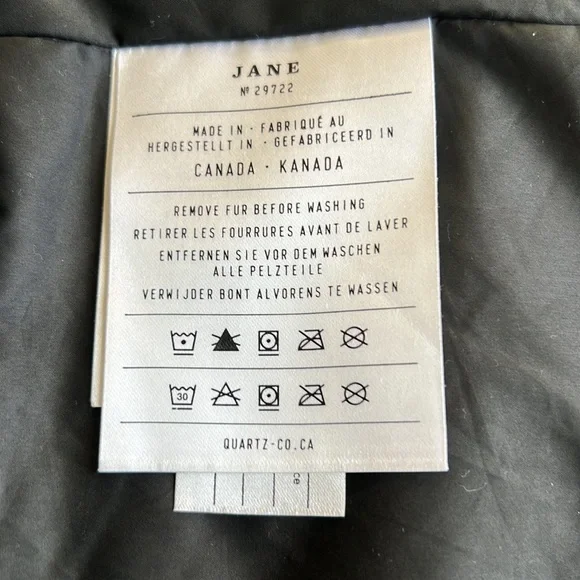 JANE
Nº 29722
MADE IN · FABRIQUÉ AU
HERGESTELLT IN · GEFABRICEERD IN
CANADA · KANADA
REMOVE FUR BEFORE WASHING
RETIRER LES FOURRURES AVANT DE LAVER
ENTFERNEN SIE VOR DEM WASCHEN
ALLE PELZTEILE
VERWIJDER BONT ALVORENS TE WASSEN
30
QUARTZ-CO.CA